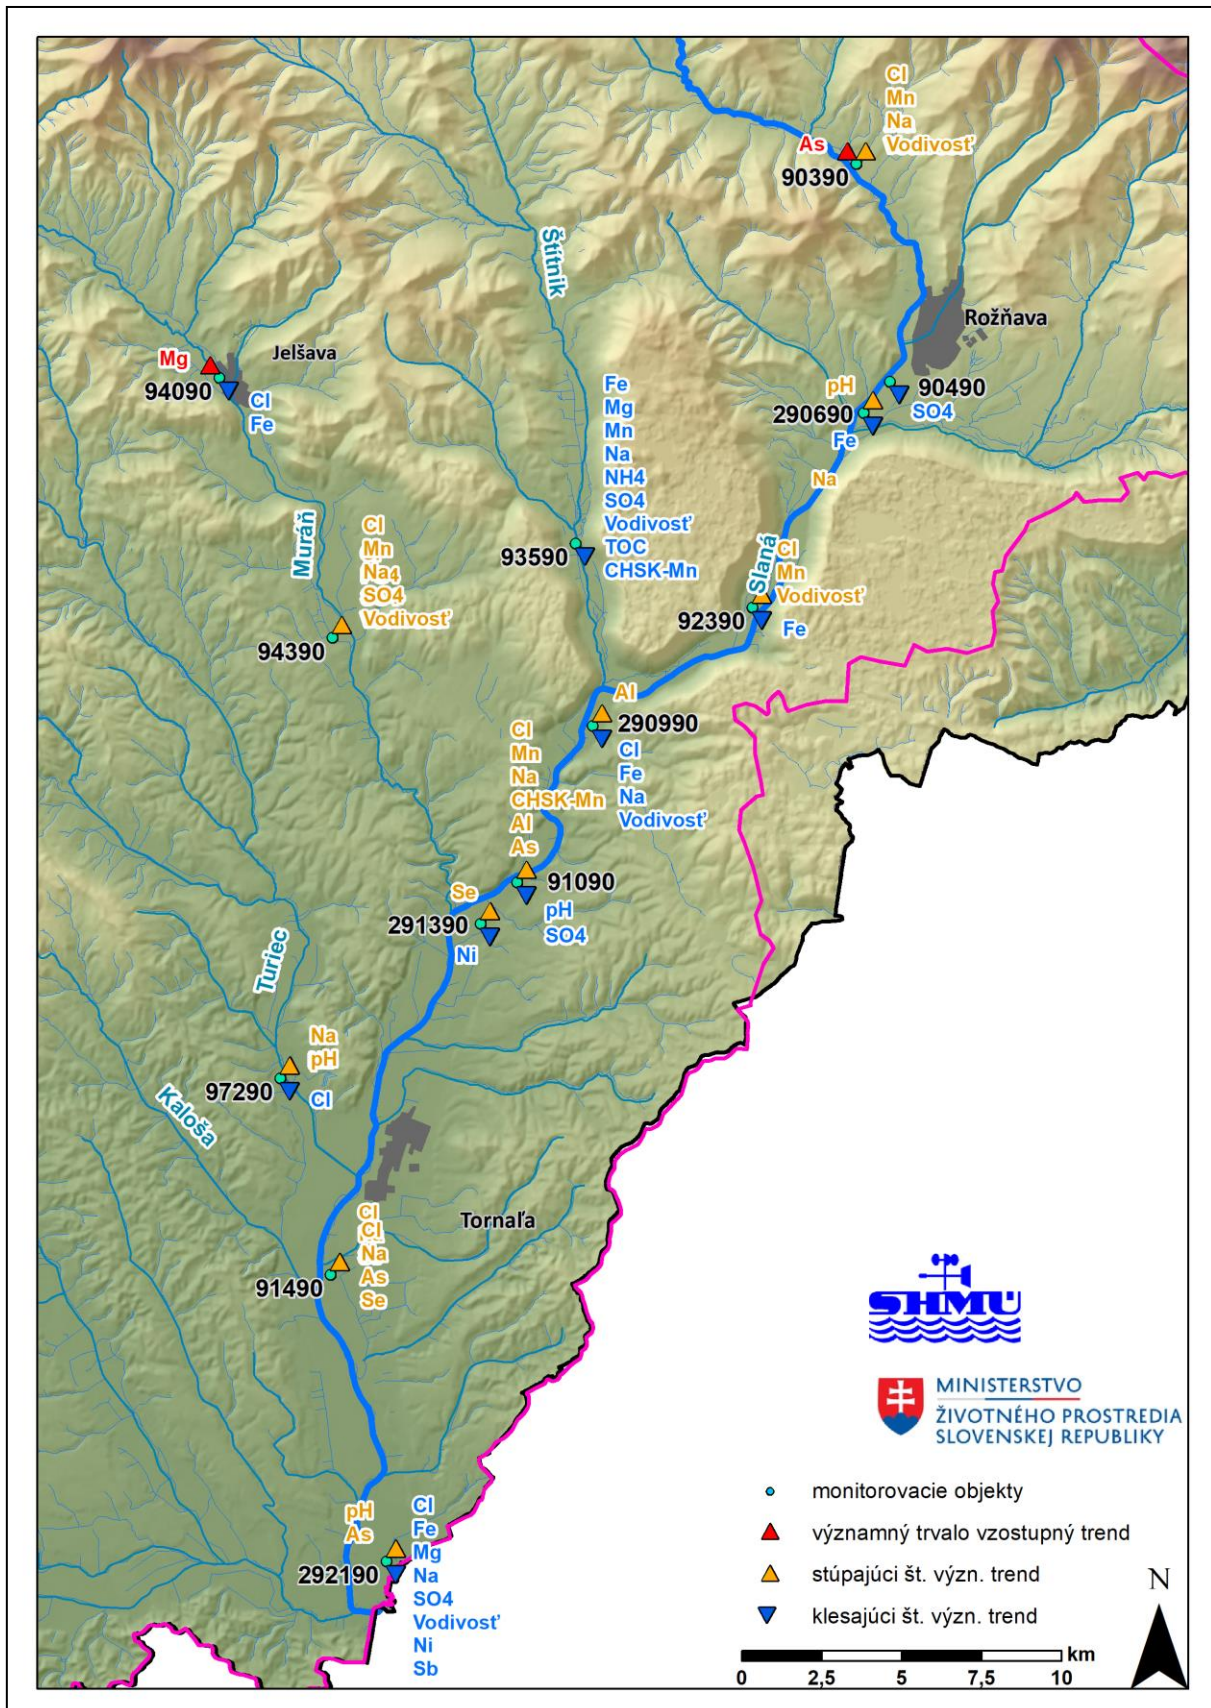 Cl
Mn
Na
Vodivosť
As
90390
Štítnik
Rožňava
Mg
Jelšava
94090
Cl
Fe
90490
SO4
pH
290690
Fe
Na
Fe
Mg
Mn
Na
NH4
SO4
Vodivosť
TOC
CHSK-Mn
93590
Muráň
Cl
Mn
Na4
SO4
Vodivosť
94390
Slaná
Cl
Mn
Vodivosť
92390
Fe
Al
290990
Cl
Fe
Na
Vodivosť
Cl
Mn
Na
CHSK-Mn
Al
As
91090
pH
SO4
Se
291390
Ni
Turiec
Na
pH
97290
Cl
Kaloša
Tornaľa
Cl
Cl
Na
As
Se
91490
pH
As
292190
Cl
Fe
Mg
Na
SO4
Vodivosť
Ni
Sb
SHMÚ
MINISTERSTVO
ŽIVOTNÉHO PROSTREDIA
SLOVENSKEJ REPUBLIKY
monitorovacie objekty
významný trvalo vzostupný trend
stúpajúci št. význ. trend
klesajúci št. význ. trend
N
km
0 2,5 5 7,5 10